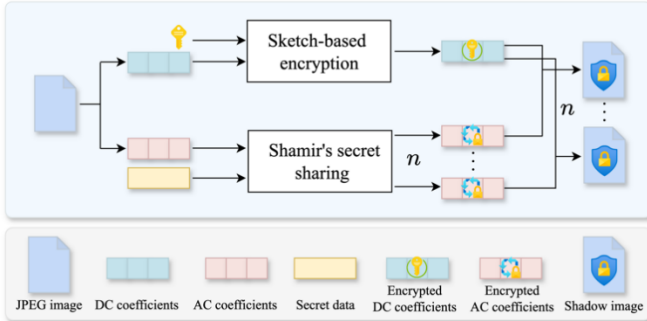 Sketch-based
encryption
n
Shamir's secret
sharing
n
JPEG image
DC coefficients
AC coefficients
Secret data
Encrypted
DC coefficients
Encrypted
AC coefficients
Shadow image